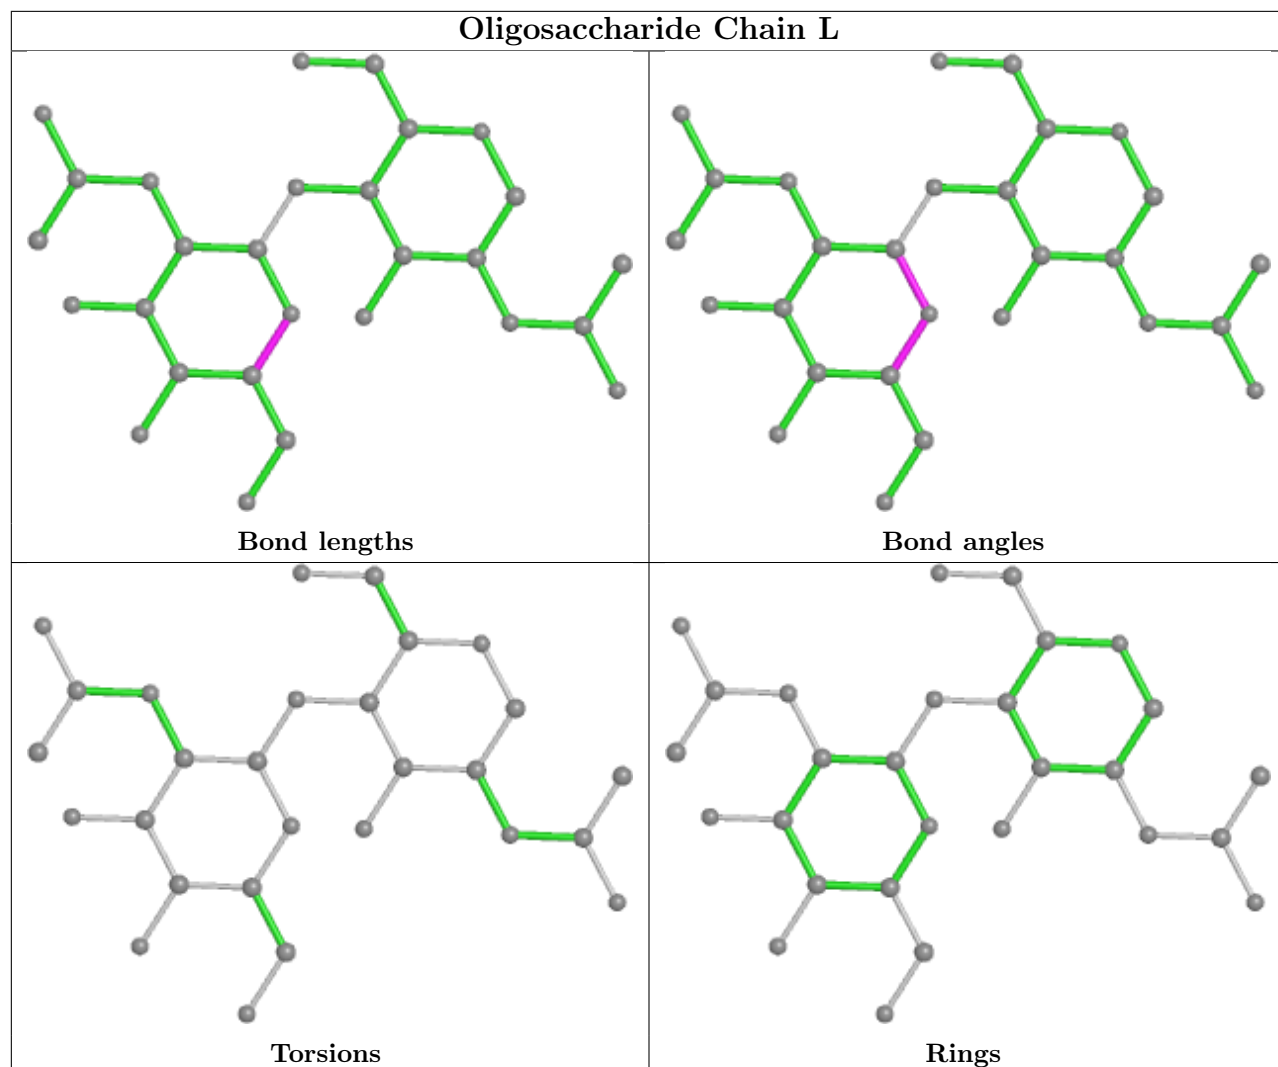 Oligosaccharide Chain L
Bond lengths
Bond angles
Torsions
Rings